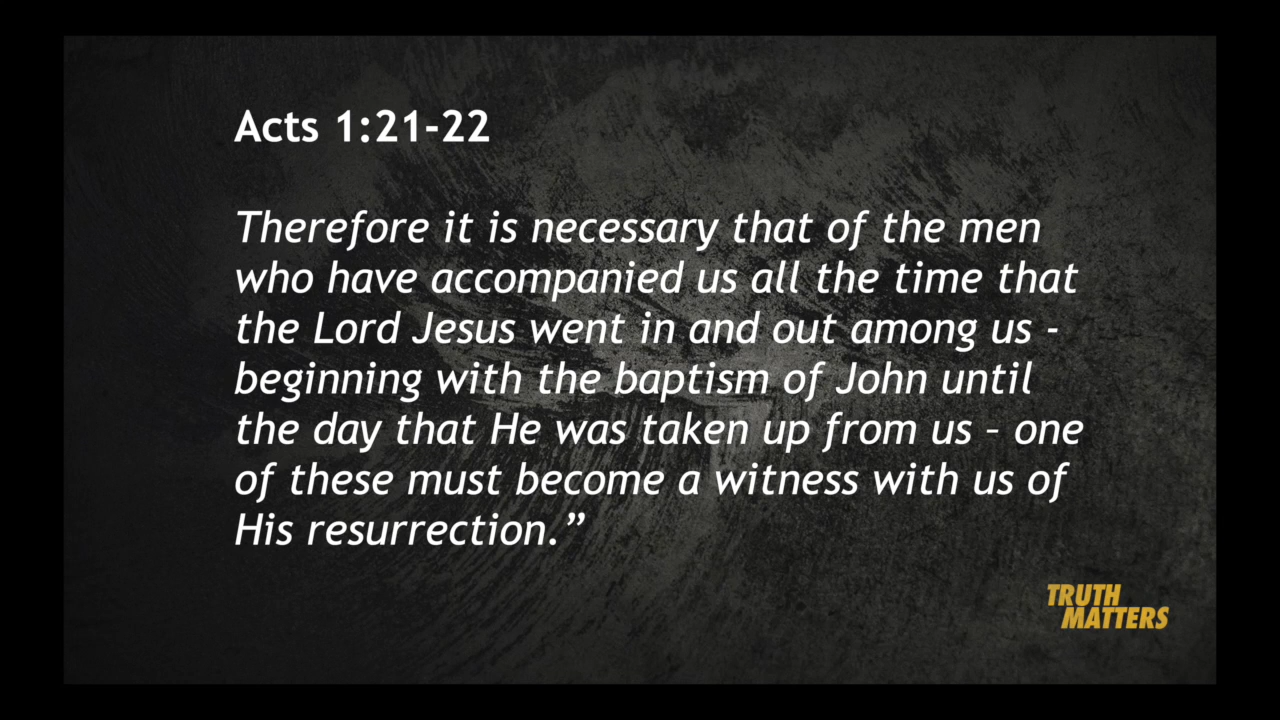 Acts 1:21-22
Therefore it is necessary that of the men
who have accompanied us all the time that
the Lord Jesus went in and out among us -
beginning with the baptism of John until
the day that He was taken up from us – one
of these must become a witness with us of
His resurrection.”
TRUTH
MATTERS